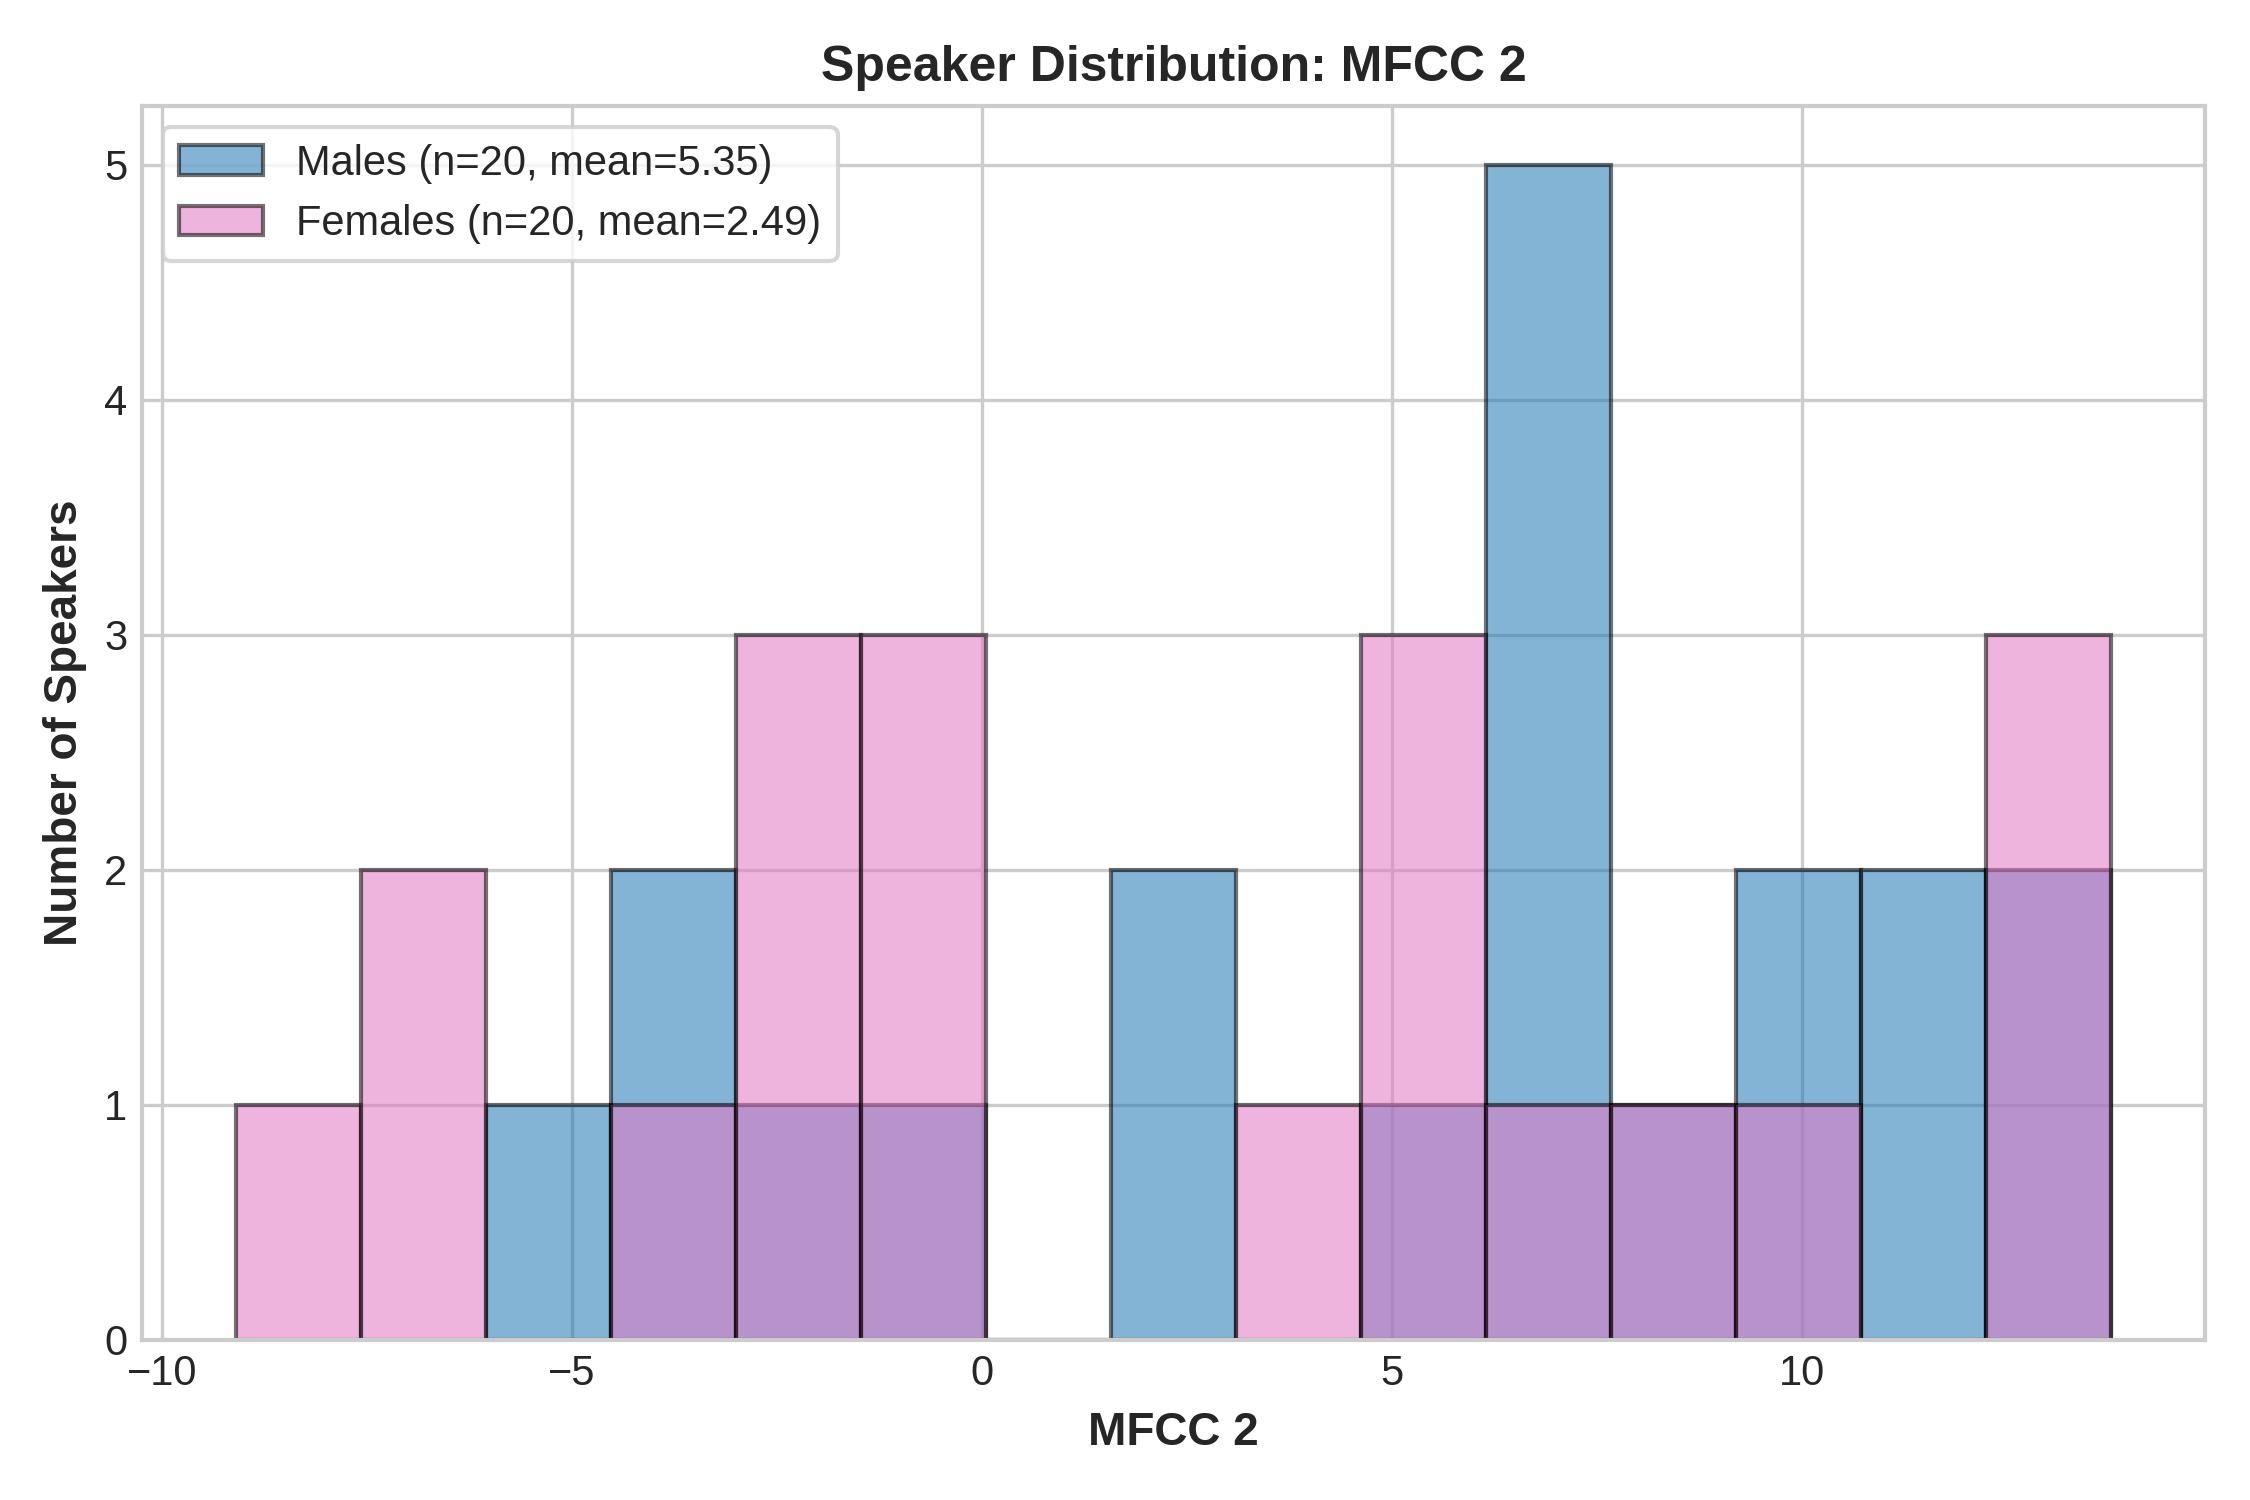 Speaker Distribution: MFCC 2
Males (n=20, mean=5.35)
Females (n=20, mean=2.49)
Number of Speakers
5
4
3
2
1
0
−10
−5
0
5
10
MFCC 2